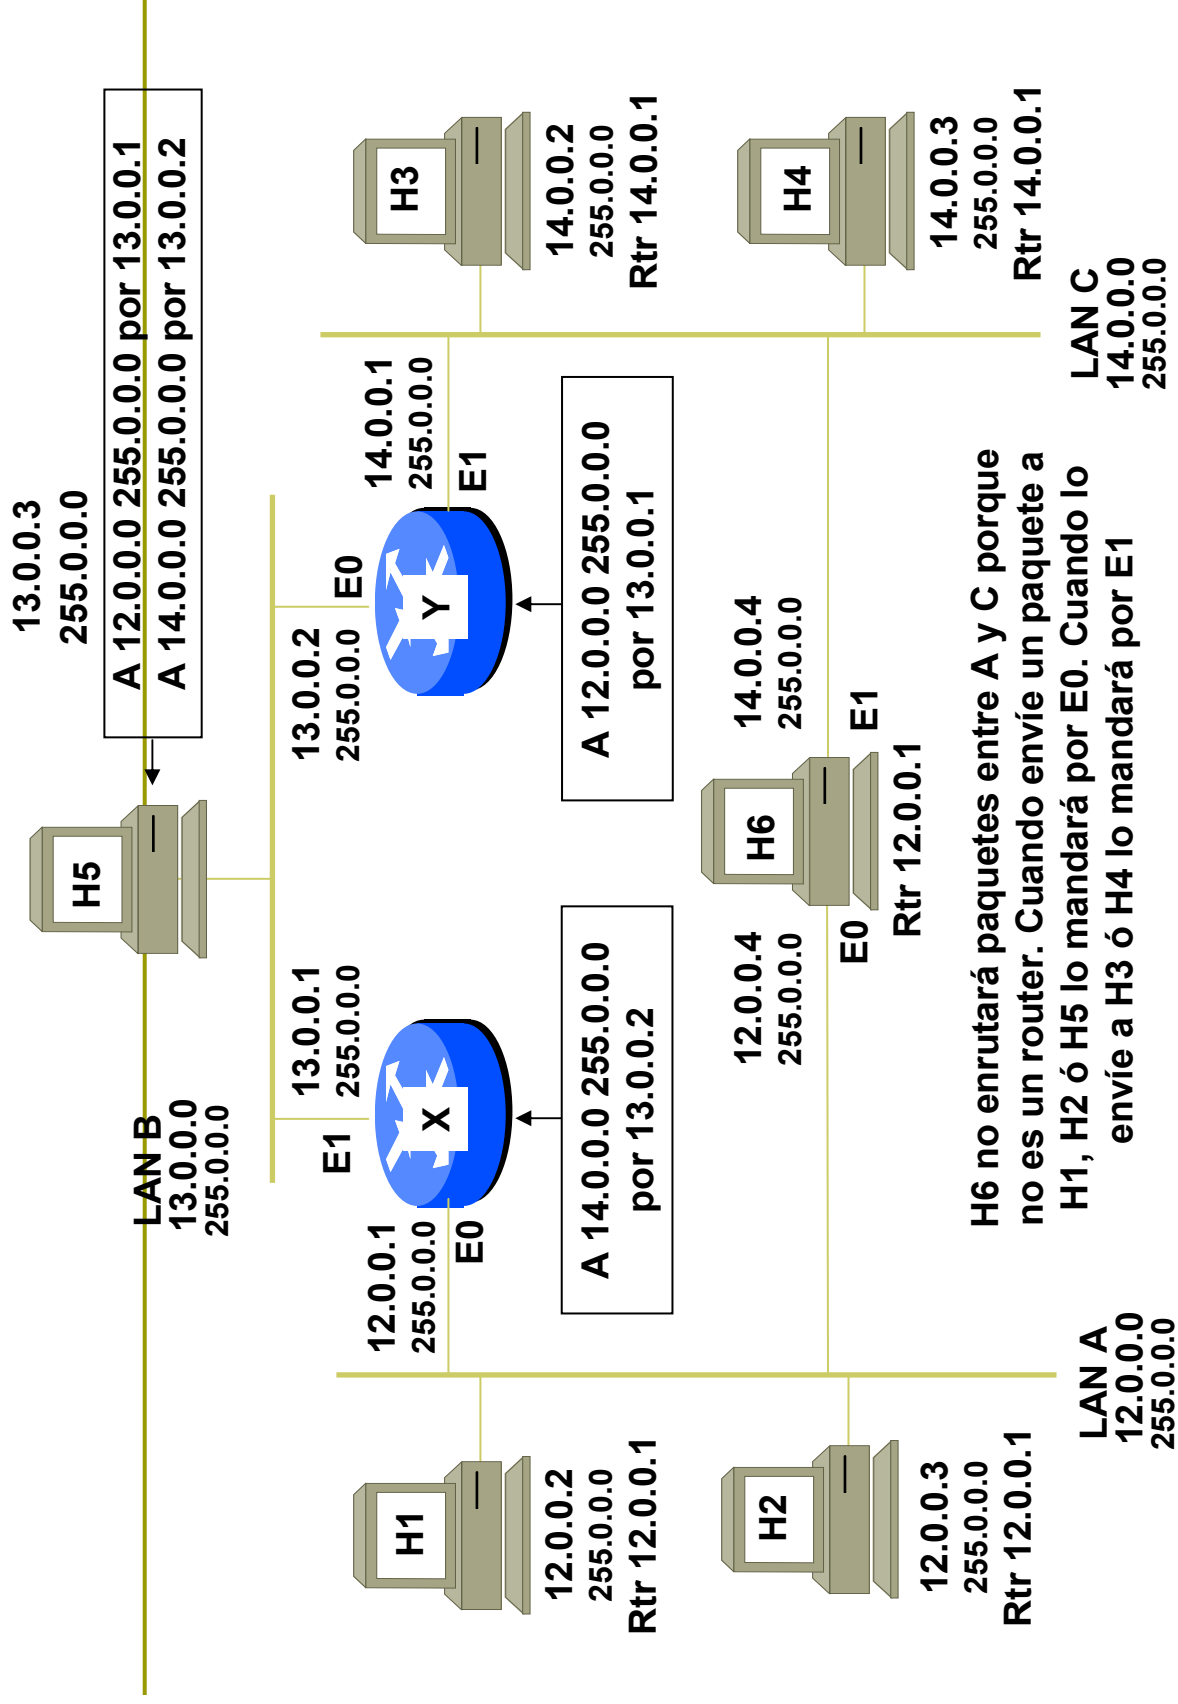 13.0.0.3
255.0.0.0
A 12.0.0.0 255.0.0.0 por 13.0.0.1
A 14.0.0.0 255.0.0.0 por 13.0.0.2
H5
LAN B
13.0.0.0
255.0.0.0
13.0.0.1
255.0.0.0
E1
13.0.0.2
255.0.0.0
E0
12.0.0.1
255.0.0.0
E0
X
Y
14.0.0.1
255.0.0.0
E1
H1
12.0.0.2
255.0.0.0
Rtr 12.0.0.1
A 14.0.0.0 255.0.0.0
por 13.0.0.2
A 12.0.0.0 255.0.0.0
por 13.0.0.1
H3
14.0.0.2
255.0.0.0
Rtr 14.0.0.1
H2
12.0.0.3
255.0.0.0
Rtr 12.0.0.1
12.0.0.4
255.0.0.0
E0
H6
14.0.0.4
255.0.0.0
E1
Rtr 12.0.0.1
H4
14.0.0.3
255.0.0.0
Rtr 14.0.0.1
LAN A
12.0.0.0
255.0.0.0
H6 no enrutará paquetes entre A y C porque
no es un router. Cuando envíe un paquete a
H1, H2 ó H5 lo mandará por E0. Cuando lo
envíe a H3 ó H4 lo mandará por E1
LAN C
14.0.0.0
255.0.0.0